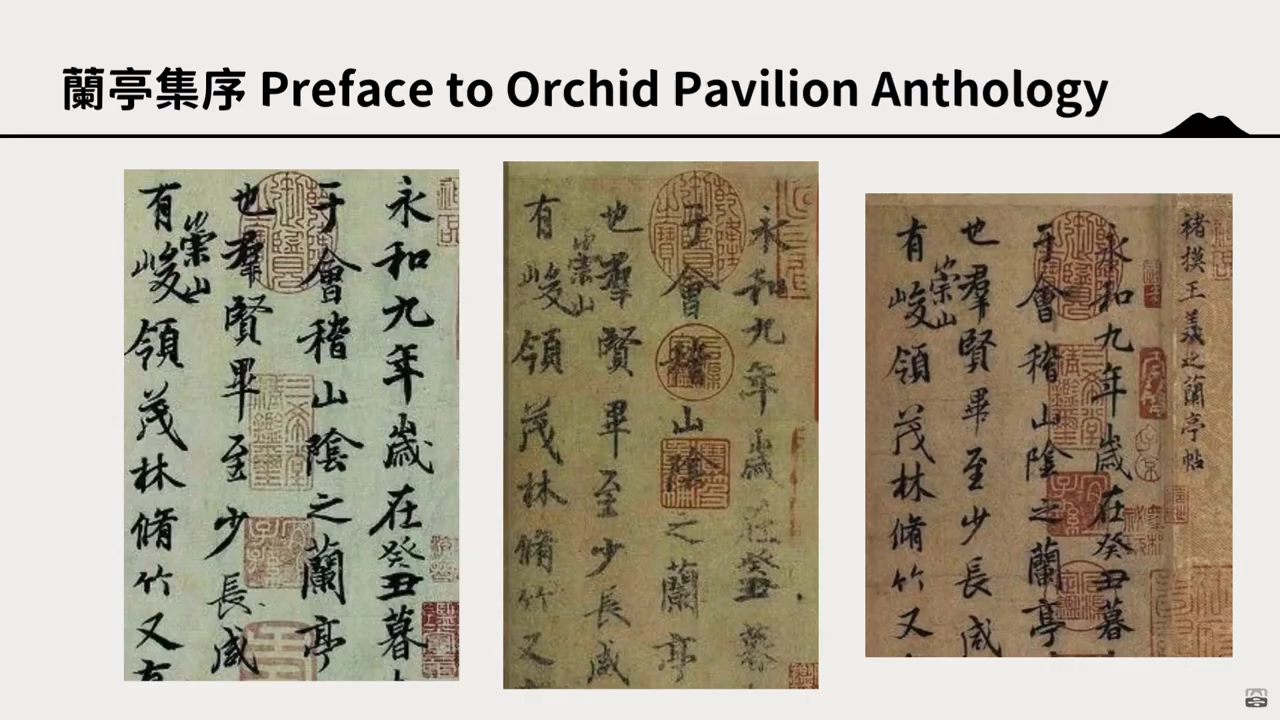 蘭亭集序 Preface to Orchid Pavilion Anthology
永和九年歲在癸丑暮
于會稽山陰之蘭亭
也羣賢畢至少長咸
崇山
有峻領茂林脩竹又有
永和九年歲在癸丑暮
于會稽山陰之蘭亭
也羣賢畢至少長咸
崇山
有峻領茂林脩竹又
褚摸王羲之蘭亭帖
永和九年歲在癸丑暮
于會稽山陰之蘭亭
也羣賢畢至少長咸
崇山
有峻領茂林脩竹又